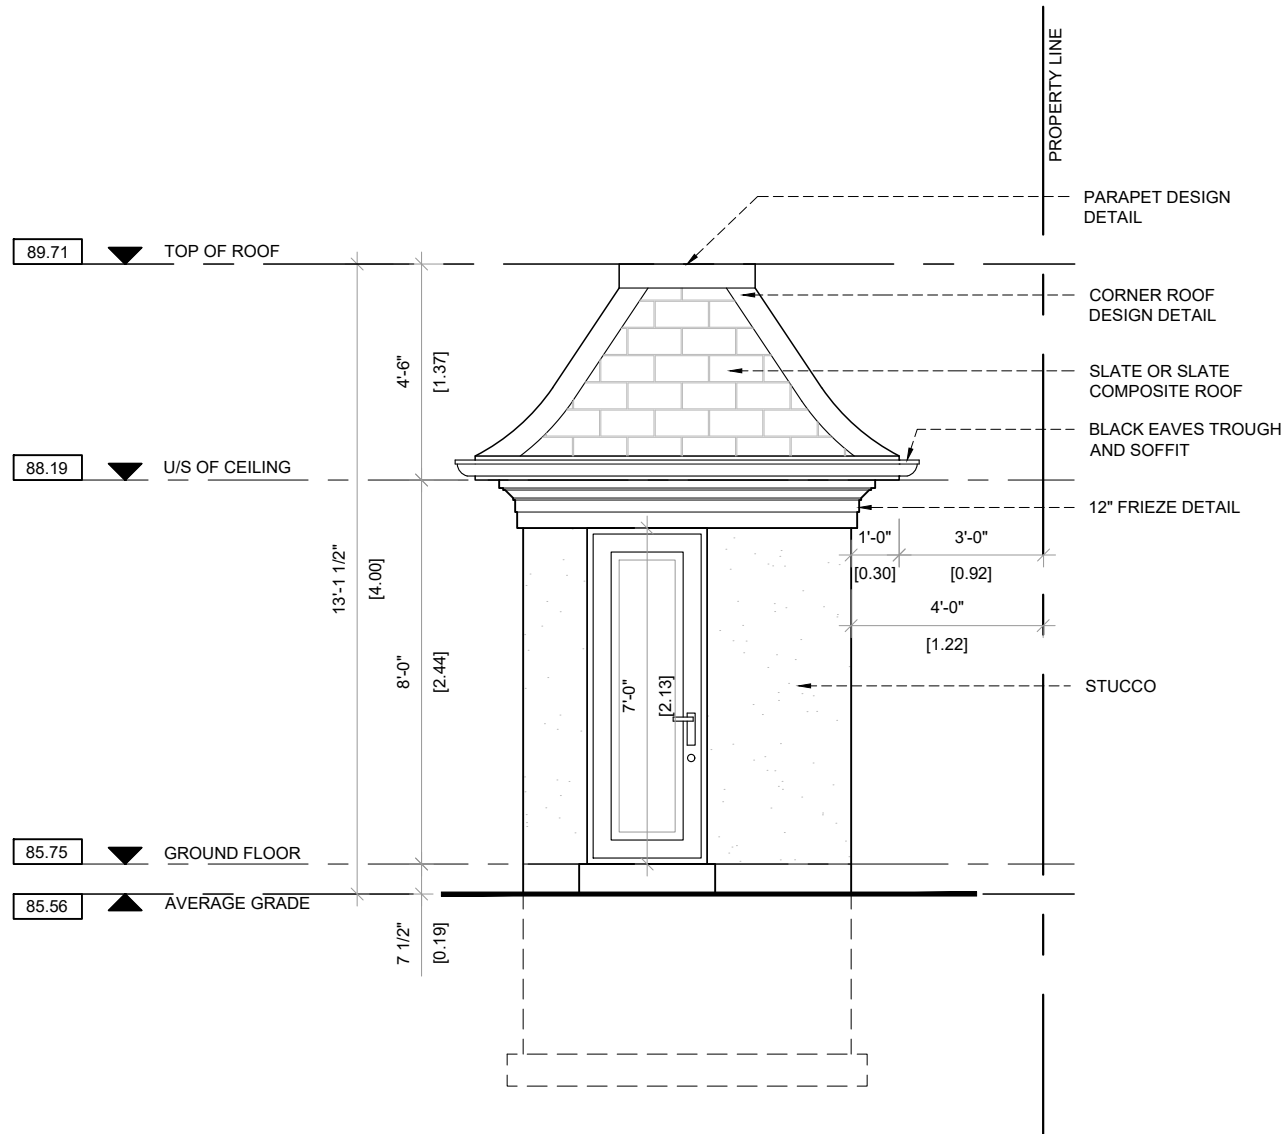 PROPERTY LINE
PARAPET DESIGN
DETAIL
89.71 TOP OF ROOF
CORNER ROOF
DESIGN DETAIL
4'-6" [1.37]
SLATE OR SLATE
COMPOSITE ROOF
BLACK EAVES TROUGH
AND SOFFIT
88.19 U/S OF CEILING
12" FRIEZE DETAIL
1'-0" 3'-0"
[0.30] [0.92]
13'-1 1/2" [4.00]
4'-0"
[1.22]
8'-0" [2.44]
7'-0" [2.13]
STUCCO
85.75 GROUND FLOOR
85.56 AVERAGE GRADE
7 1/2" [0.19]